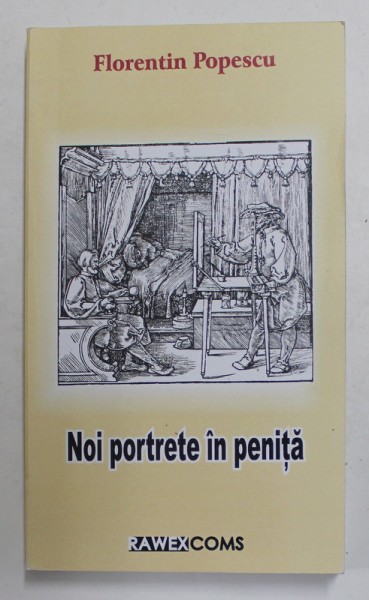 Florentin Popescu
Noi portrete în peniță
RAWEXCOMS